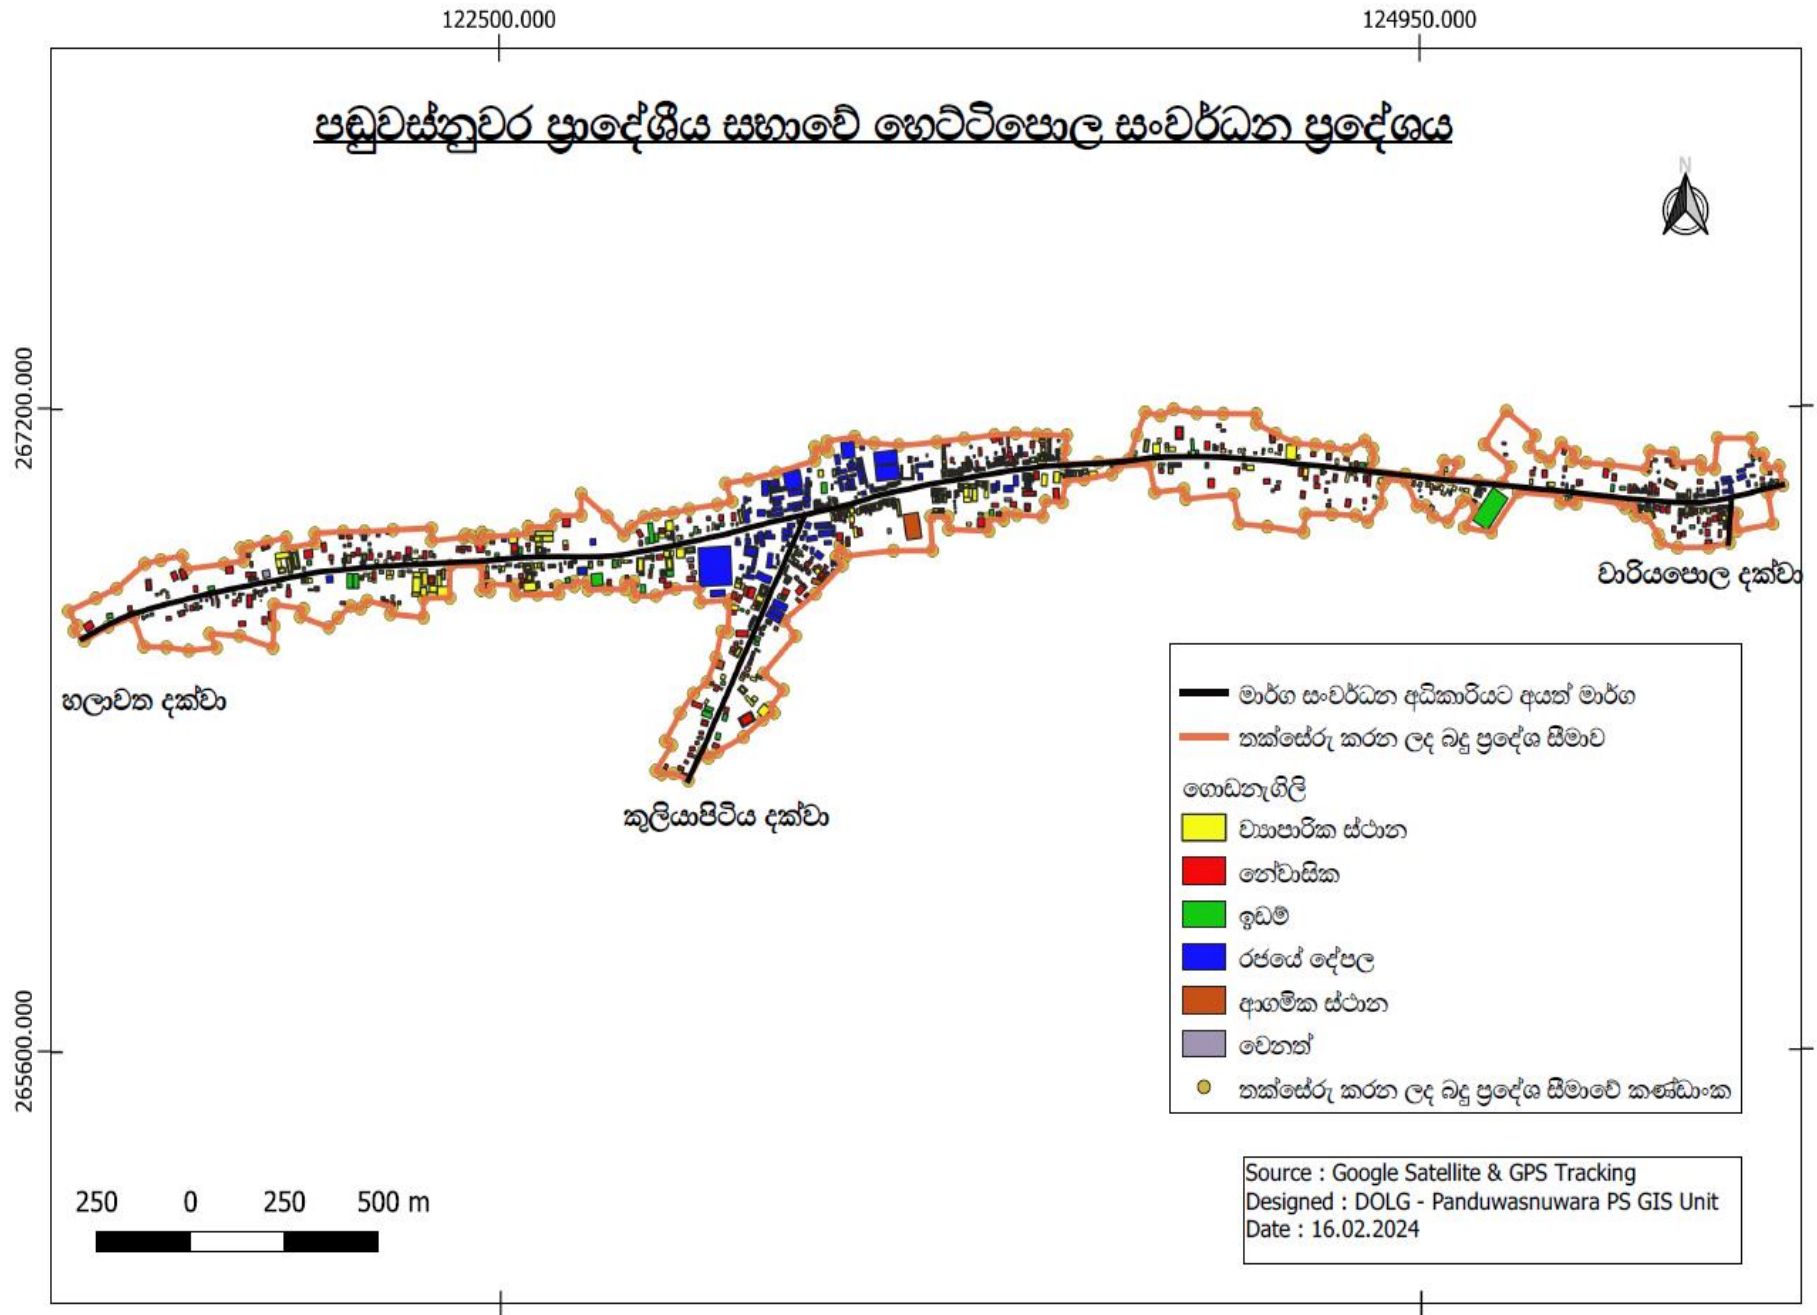 122500.000
124950.000
පඬුවස්නුවර ප්‍රාදේශීය සභාවේ හෙට්ටිපොල සංවර්ධන ප්‍රදේශය
N
267200.000
වාරියපොල දක්වා
හලාවත දක්වා
කුලියාපිටිය දක්වා
මාර්ග සංවර්ධන අධිකාරියට අයත් මාර්ග
තක්සේරු කරන ලද බදු ප්‍රදේශ සීමාව
ගොඩනැගිලි
ව්‍යාපාරික ස්ථාන
නේවාසික
ඉඩම්
රජයේ දේපල
ආගමික ස්ථාන
වෙනත්
තක්සේරු කරන ලද බදු ප්‍රදේශ සීමාවේ කණ්ඩාංක
265600.000
250 0 250 500 m
Source : Google Satellite & GPS Tracking
Designed : DOLG - Panduwasnuwara PS GIS Unit
Date : 16.02.2024